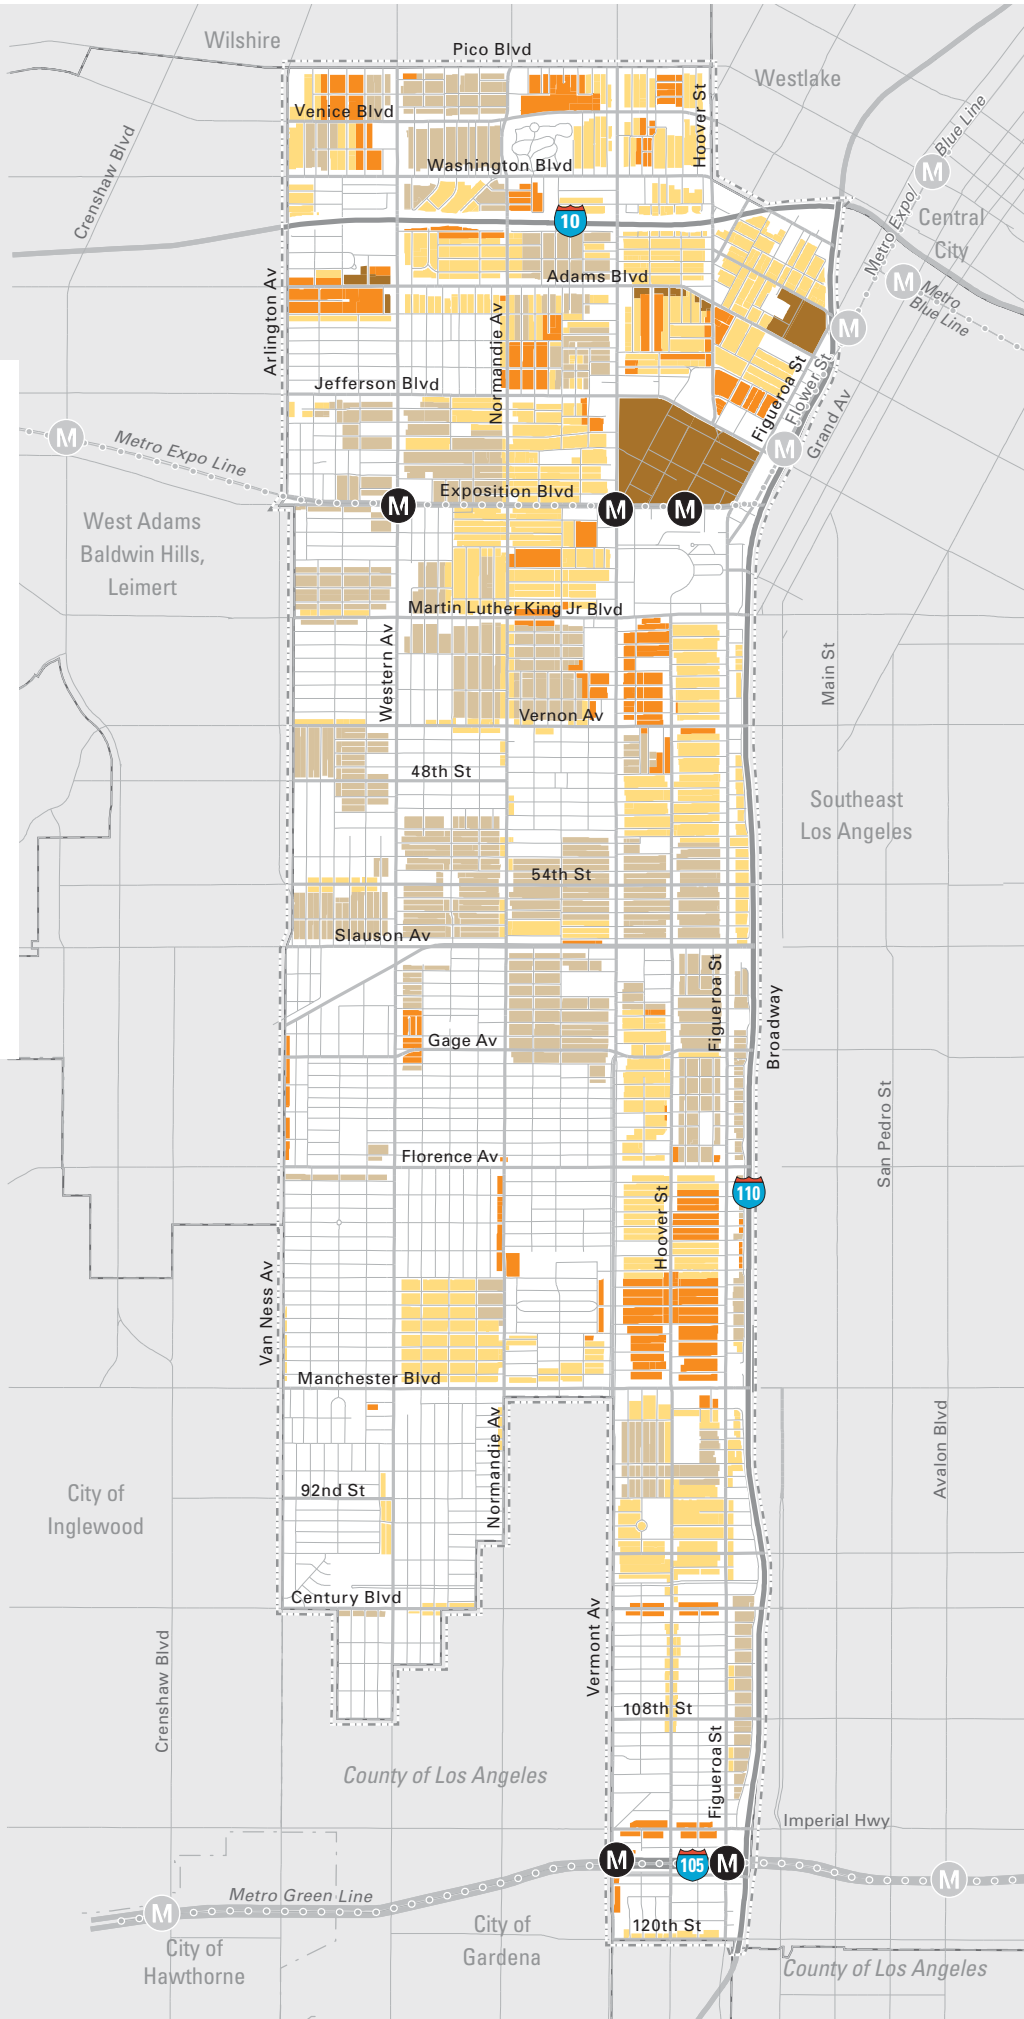 Pico Blvd
Wilshire
Westlake
Venice Blvd
Hoover St
Blue Line
Crenshaw Blvd
Washington Blvd
M
Metro Expo/
Central
City
10
Adams Blvd
M
Metro
Blue Line
Arlington Av
Normandie Av
M
Jefferson Blvd
Figueroa St
Flower St
Grand Av
M
Metro Expo Line
M
Exposition Blvd
M
M
M
West Adams
Baldwin Hills,
Leimert
Martin Luther King Jr Blvd
Western Av
Main St
Vernon Av
48th St
Southeast
Los Angeles
54th St
Slauson Av
Figueroa St
Broadway
Gage Av
San Pedro St
Florence Av
110
Hoover St
Van Ness Av
Manchester Blvd
Normandie Av
Avalon Blvd
92nd St
City of
Inglewood
Century Blvd
Vermont Av
Crenshaw Blvd
108th St
Figueroa St
County of Los Angeles
Imperial Hwy
M
105
M
M
Metro Green Line
M
City of
Gardena
120th St
City of
Hawthorne
County of Los Angeles